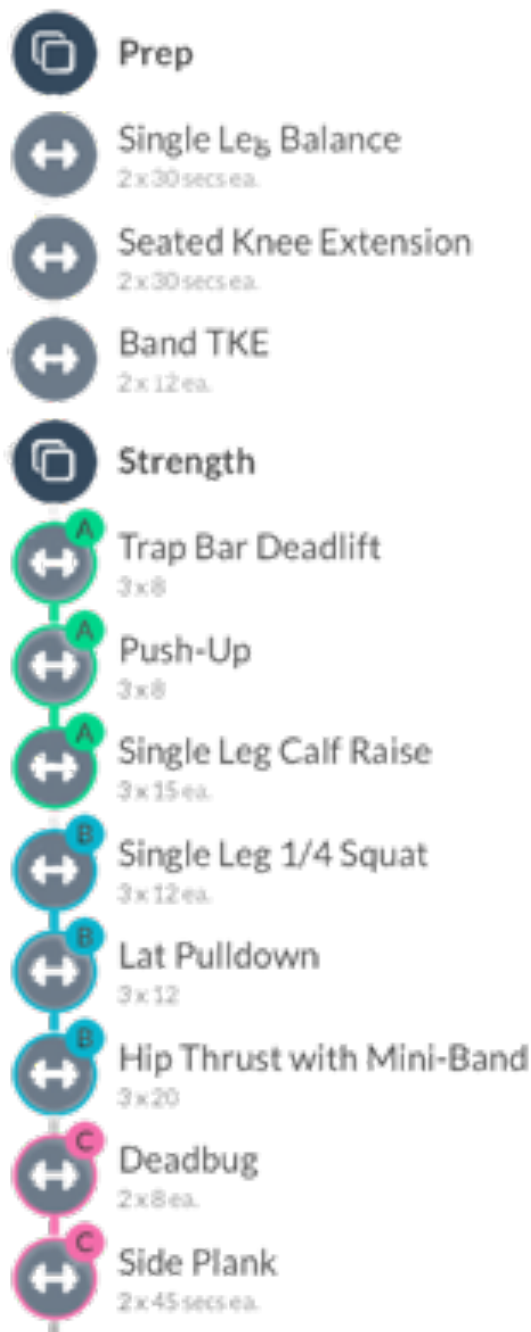 Prep
Single Leg Balance
2 x 30 secs ea.
Seated Knee Extension
2 x 30 secs ea.
Band TKE
2 x 12 ea.
Strength
A
Trap Bar Deadlift
3 x 8
A
Push-Up
3 x 8
A
Single Leg Calf Raise
3 x 15 ea.
B
Single Leg 1/4 Squat
3 x 12 ea.
B
Lat Pulldown
3 x 12
B
Hip Thrust with Mini-Band
3 x 20
C
Deadbug
2 x 8 ea.
C
Side Plank
2 x 45 secs ea.